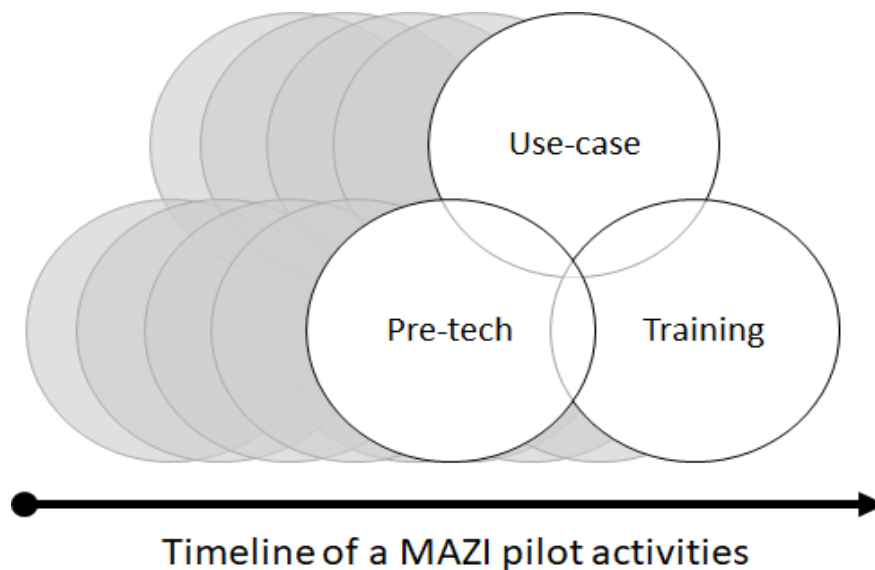 Use-case
Pre-tech Training
Timeline of a MAZI pilot activities